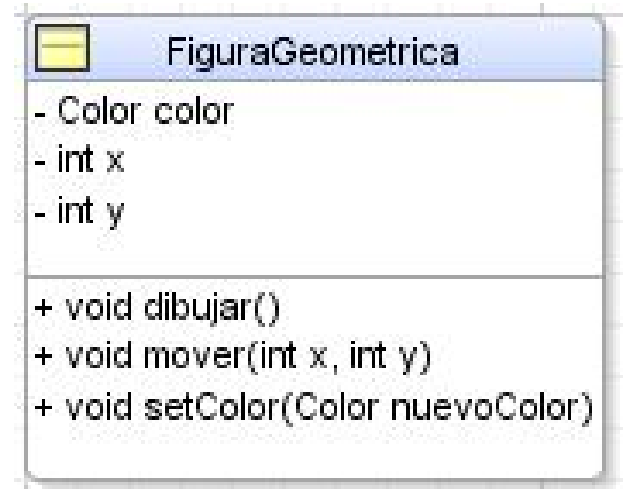 FiguraGeometrica
- Color color
- int x
- int y
+ void dibujar()
+ void mover(int x, int y)
+ void setColor(Color nuevoColor)